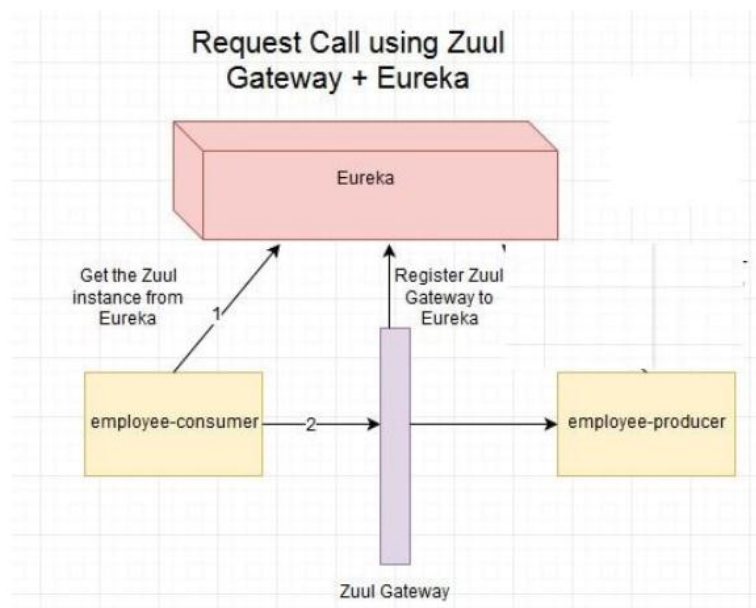 Request Call using Zuul
Gateway + Eureka
Eureka
Get the Zuul
instance from
Eureka
1
Register Zuul
Gateway to
Eureka
employee-consumer
2
employee-producer
Zuul Gateway